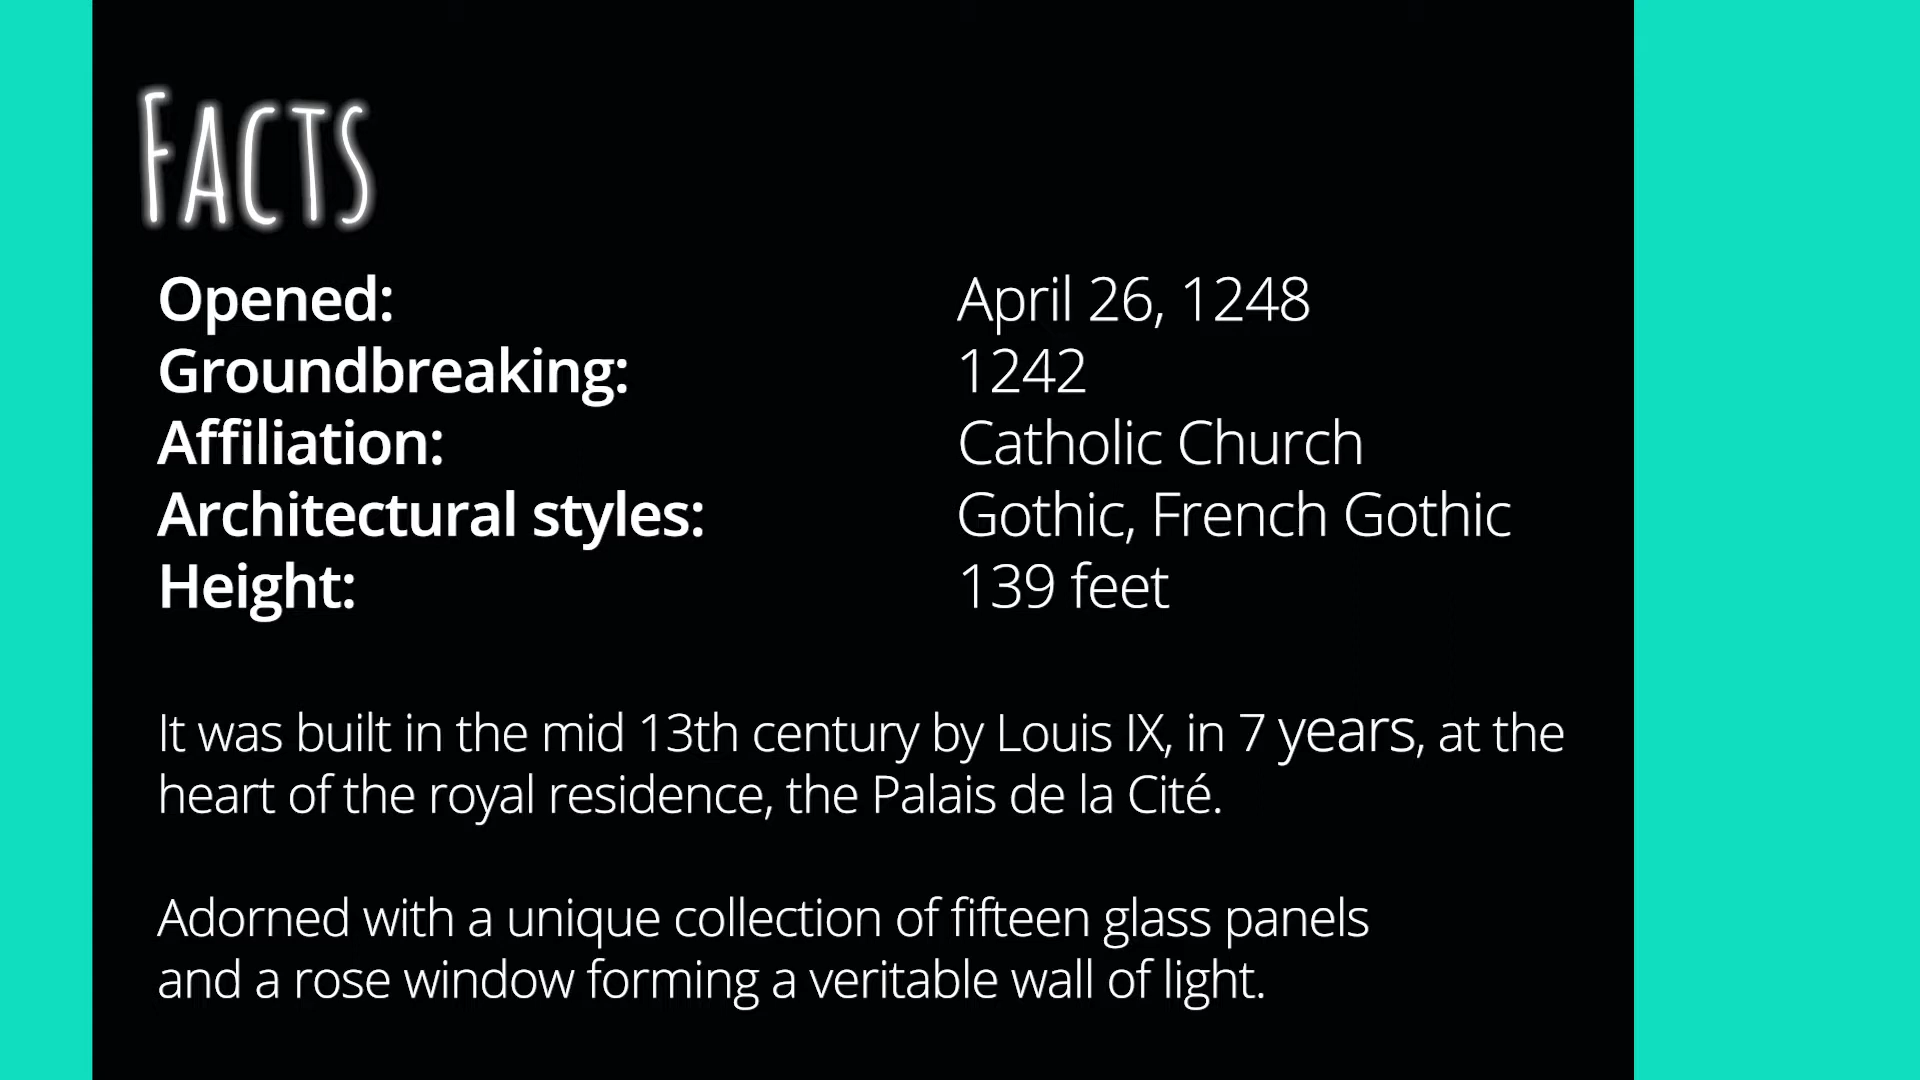 Facts
Opened: April 26, 1248
Groundbreaking: 1242
Affiliation: Catholic Church
Architectural styles: Gothic, French Gothic
Height: 139 feet
It was built in the mid 13th century by Louis IX, in 7 years, at the
heart of the royal residence, the Palais de la Cité.
Adorned with a unique collection of fifteen glass panels
and a rose window forming a veritable wall of light.